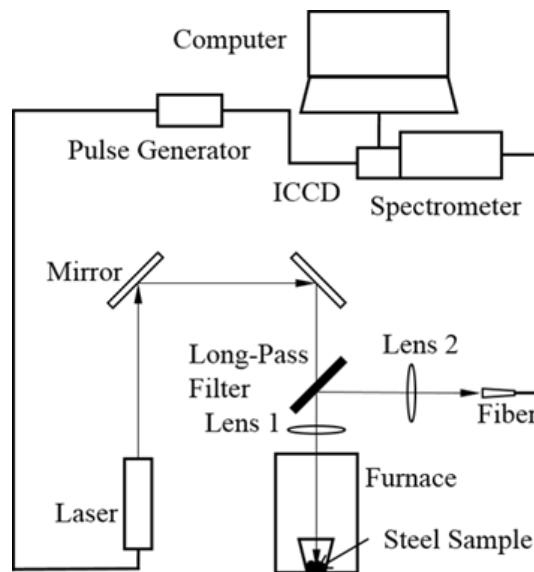 Computer
Pulse Generator
ICCD
Spectrometer
Mirror
Long-Pass
Filter
Lens 2
Lens 1
Fiber
Furnace
Laser
Steel Sample